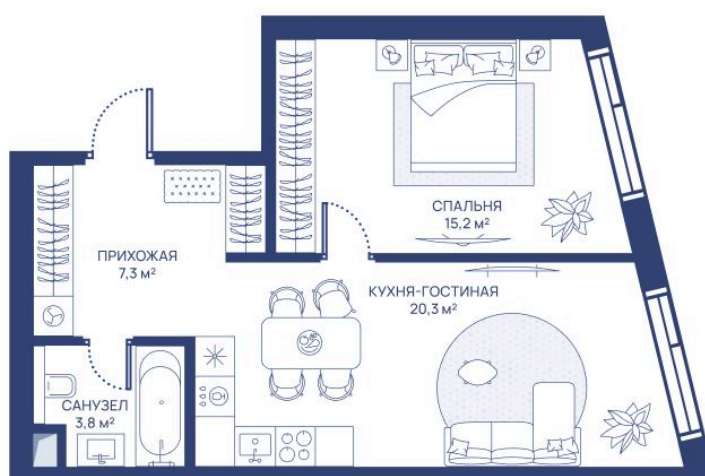 СПАЛЬНЯ
15,2 м²
ПРИХОЖАЯ
7,3 м²
КУХНЯ-ГОСТИНАЯ
20,3 м²
САНУЗЕЛ
3,8 м²